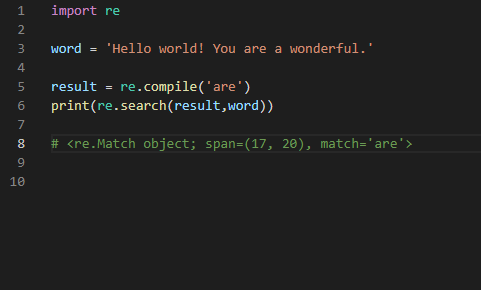 1 import re
2
3 word = 'Hello world! You are a wonderful.'
4
5 result = re.compile('are')
6 print(re.search(result,word))
7
8 # <re.Match object; span=(17, 20), match='are'>
9
10